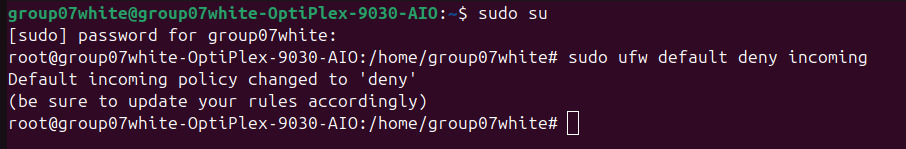 group07white@group07white-OptiPlex-9030-AIO:~$ sudo su
[sudo] password for group07white:
root@group07white-OptiPlex-9030-AIO:/home/group07white# sudo ufw default deny incoming
Default incoming policy changed to 'deny'
(be sure to update your rules accordingly)
root@group07white-OptiPlex-9030-AIO:/home/group07white#